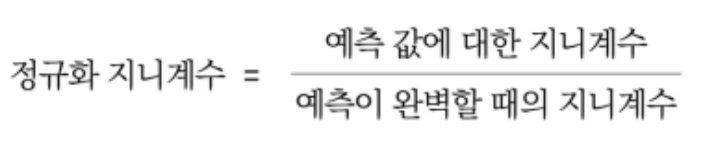 예측 값에 대한 지니계수
정규화 지니계수 =
예측이 완벽할 때의 지니계수